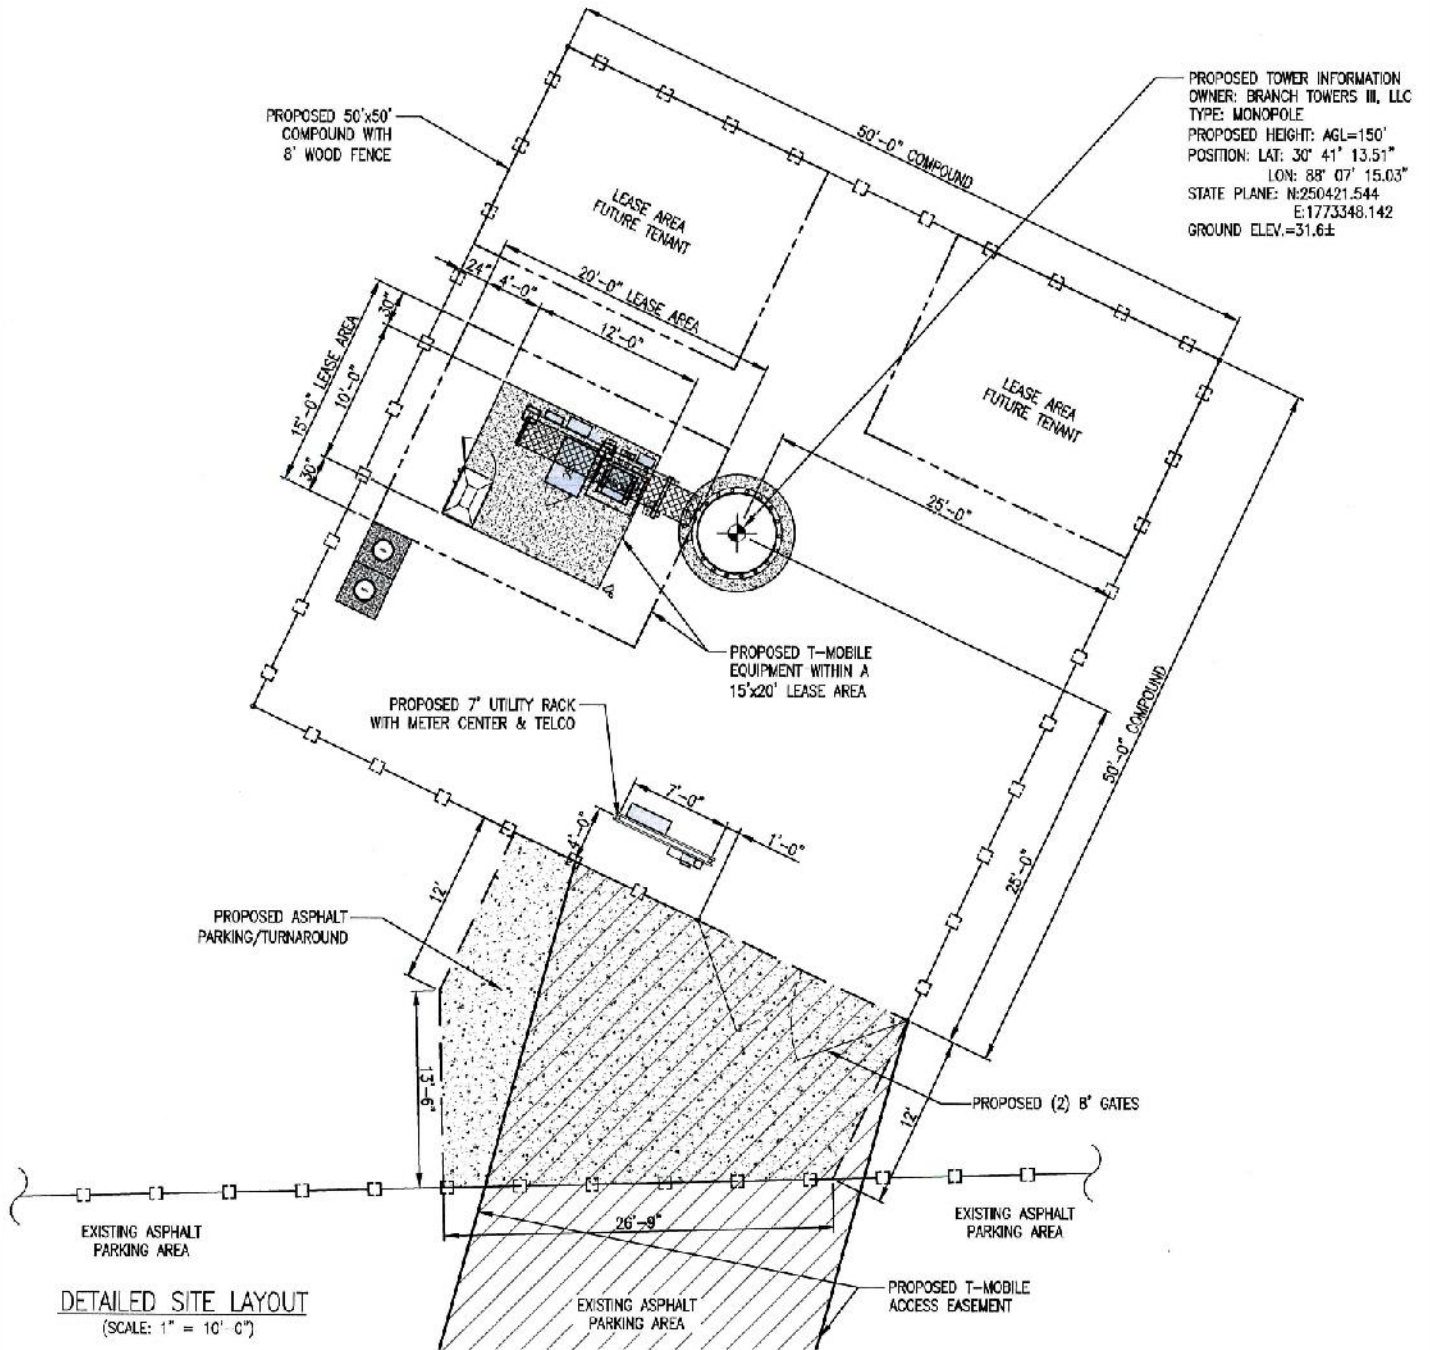 PROPOSED TOWER INFORMATION
OWNER: BRANCH TOWERS III, LLC
TYPE: MONOPOLE
PROPOSED HEIGHT: AGL=150'
POSITION: LAT: 30° 41' 13.51"
LON: 88° 07' 15.03"
STATE PLANE: N:250421.544
E:1773348.142
GROUND ELEV.=31.6±
PROPOSED 50'x50'
COMPOUND WITH
8' WOOD FENCE
50'-0" COMPOUND
LEASE AREA
FUTURE TENANT
24"
4'-0"
20'-0" LEASE AREA
12'-0"
30"
15'-0" LEASE AREA
10'-0"
30"
LEASE AREA
FUTURE TENANT
25'-0"
PROPOSED T-MOBILE
EQUIPMENT WITHIN A
15'x20' LEASE AREA
PROPOSED 7' UTILITY RACK
WITH METER CENTER & TELCO
50'-0" COMPOUND
7'-0"
4'-0"
1'-0"
25'-0"
12'
PROPOSED ASPHALT
PARKING/TURNAROUND
13'-6"
PROPOSED (2) 8' GATES
12'
26'-9"
EXISTING ASPHALT
PARKING AREA
EXISTING ASPHALT
PARKING AREA
PROPOSED T-MOBILE
ACCESS EASEMENT
EXISTING ASPHALT
PARKING AREA
DETAILED SITE LAYOUT
(SCALE: 1" = 10'-0")